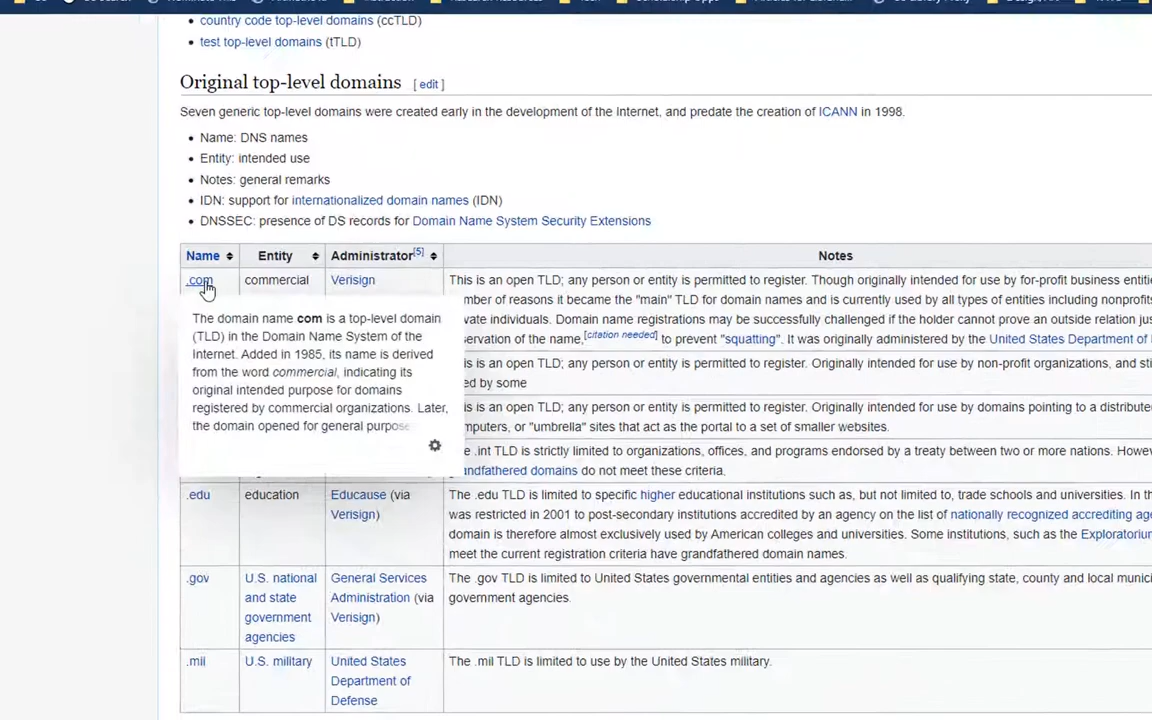 country code top-level domains (ccTLD)
test top-level domains (tTLD)
Original top-level domains [ edit ]
Seven generic top-level domains were created early in the development of the Internet, and predate the creation of ICANN in 1998.
Name: DNS names
Entity: intended use
Notes: general remarks
IDN: support for internationalized domain names (IDN)
DNSSEC: presence of DS records for Domain Name System Security Extensions
Name Entity Administrator[5] Notes
.com commercial Verisign This is an open TLD; any person or entity is permitted to register. Though originally intended for use by for-profit business
mber of reasons it became the "main" TLD for domain names and is currently used by all types of entities including nonprofits
vate individuals. Domain name registrations may be successfully challenged if the holder cannot prove an outside relation
servation of the name,[citation needed] to prevent "squatting". It was originally administered by the United States Department of
The domain name com is a top-level domain
(TLD) in the Domain Name System of the
Internet. Added in 1985, its name is derived
from the word commercial, indicating its
original intended purpose for domains
registered by commercial organizations. Later,
the domain opened for general purpose
is is an open TLD; any person or entity is permitted to register. Originally intended for use by non-profit organizations, and
ed by some
is is an open TLD; any person or entity is permitted to register. Originally intended for use by domains pointing to a distributed
mputers, or "umbrella" sites that act as the portal to a set of smaller websites.
e .int TLD is strictly limited to organizations, offices, and programs endorsed by a treaty between two or more nations.
andfathered domains do not meet these criteria.
.edu education Educause (via The .edu TLD is limited to specific higher educational institutions such as, but not limited to, trade schools and universities. In
Verisign) was restricted in 2001 to post-secondary institutions accredited by an agency on the list of nationally recognized accrediting
domain is therefore almost exclusively used by American colleges and universities. Some institutions, such as the Exploratorium
meet the current registration criteria have grandfathered domain names.
.gov U.S. national General Services The .gov TLD is limited to United States governmental entities and agencies as well as qualifying state, county and local
and state Administration (via government agencies.
government Verisign)
agencies
.mil U.S. military United States The .mil TLD is limited to use by the United States military.
Department of
Defense